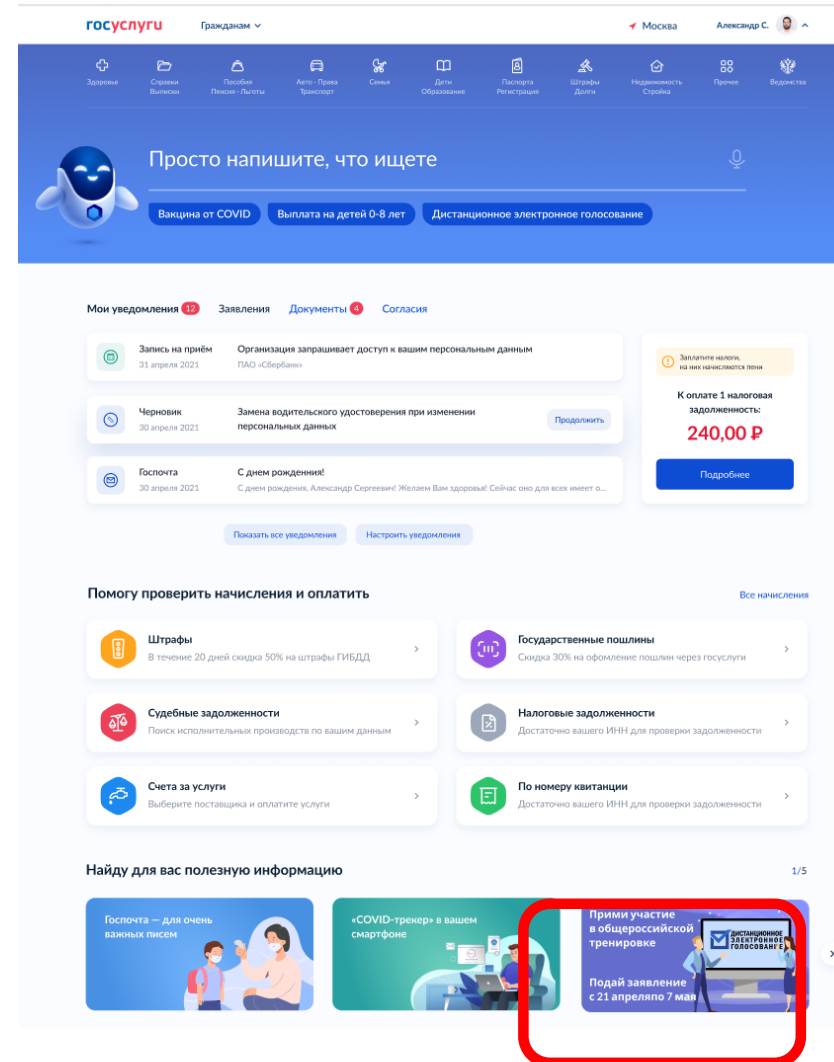 госуслуги
Гражданам
Москва
Александр С.
Здоровье
Справки
Выписки
Пособия
Пенсия · Льготы
Авто · Права
Транспорт
Семья
Дети
Образование
Паспорта
Регистрация
Штрафы
Долги
Недвижимость
Стройка
Прочее
Ведомства
Просто напишите, что ищете
Вакцина от COVID
Выплата на детей 0-8 лет
Дистанционное электронное голосование
Мои уведомления 12
Заявления
Документы 4
Согласия
Запись на приём
31 апреля 2021
Организация запрашивает доступ к вашим персональным данным
ПАО «Сбербанк»
Черновик
30 апреля 2021
Замена водительского удостоверения при изменении
персональных данных
Продолжить
Госпочта
30 апреля 2021
С днем рожденния!
С днем рождения, Александр Сергеевич! Желаем Вам здоровья! Сейчас оно для всех имеет о...
Показать все уведомления
Настроить уведомления
Заплатите налоги,
на них начисляются пени
К оплате 1 налоговая
задолженность:
240,00 ₽
Подробнее
Помогу проверить начисления и оплатить
Все начисления
Штрафы
В течение 20 дней скидка 50% на штрафы ГИБДД
Государственные пошлины
Скидка 30% на офомление пошлин через госуслуги
Судебные задолженности
Поиск исполнительных производств по вашим данным
Налоговые задолженности
Достаточно вашего ИНН для проверки задолженности
Счета за услуги
Выберите поставщика и оплатите услуги
По номеру квитанции
Достаточно вашего ИНН для проверки задолженности
Найду для вас полезную информацию
1/5
Госпочта — для очень
важных писем
«COVID-трекер» в вашем
смартфоне
Прими участие
в общероссийской
тренировке
Подай заявление
с 21 апреляпо 7 мая
ДИСТАНЦИОННОЕ
ЭЛЕКТРОННОЕ
ГОЛОСОВАНИЕ